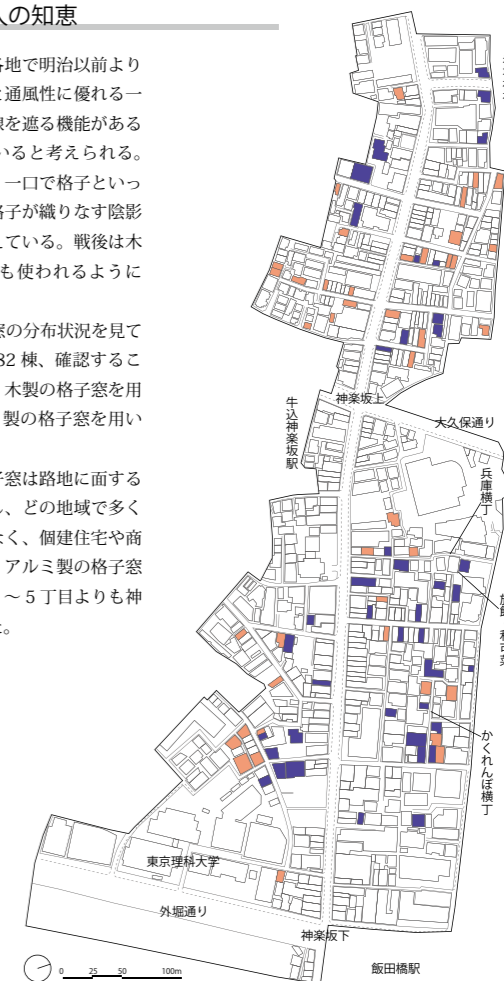 人の知恵
各地で明治以前より
と通風性に優れる一
線を遮る機能がある
いると考えられる。
一口で格子といっ
格子が織りなす陰影
えている。戦後は木
も使われるように
窓の分布状況を見て
82 棟、確認するこ
木製の格子窓を用
製の格子窓を用い
子窓は路地に面する
、どの地域で多く
なく、個建住宅や商
アルミ製の格子窓
〜 5 丁目よりも神
た。
神楽坂上
牛込神楽坂駅
大久保通り
兵庫横丁
かくれんぼ横丁
東京理科大学
外堀通り
神楽坂下
飯田橋駅
0 25 50 100m